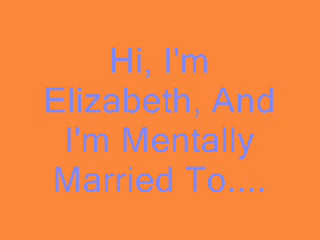 Hi, I'm
Elizabeth, And
I'm Mentally
Married To....